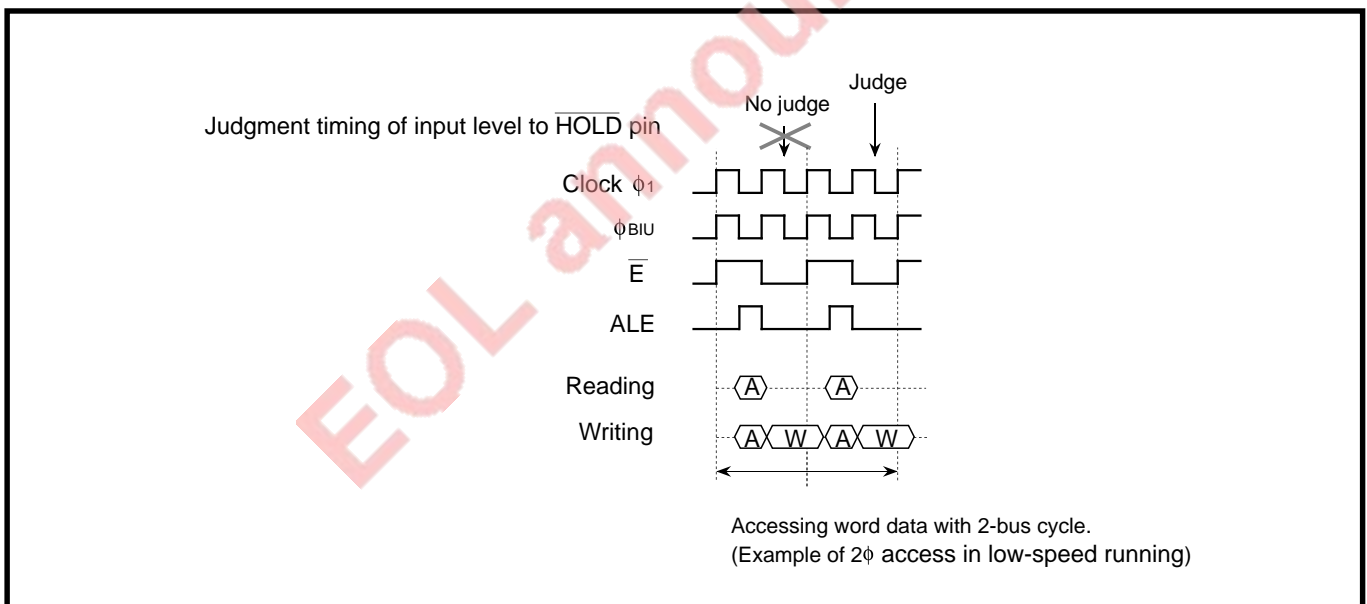 Judge
No judge
Judgment timing of input level to HOLD pin
Clock ϕ1
ϕBIU
E
ALE
Reading A A
Writing A W A W
Accessing word data with 2-bus cycle.
(Example of 2ϕ access in low-speed running)
EOL annou